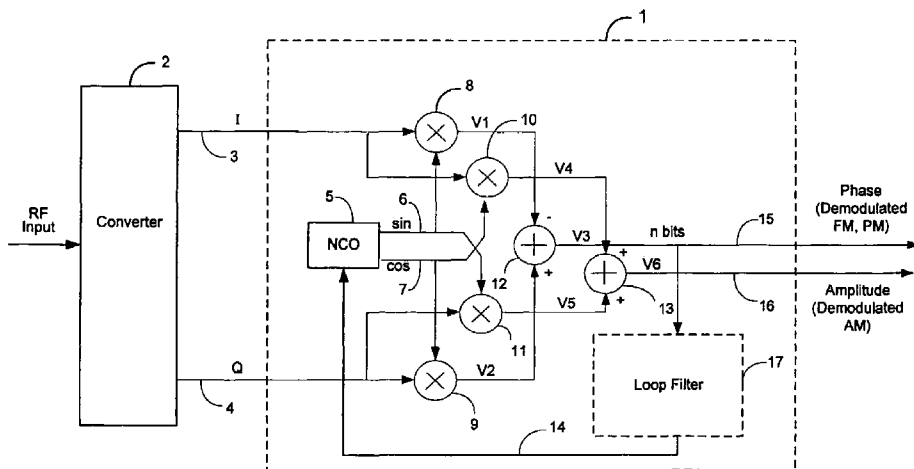 1
2
8
10
I
V1
3
V4
5
6
Phase
(Demodulated
FM, PM)
RF
Input
Converter
sin
-
15
NCO
+
V3
n bits
cos
12
+
V6
7
V5
+
13
16
Amplitude
(Demodulated
AM)
11
17
Q
V2
Loop Filter
4
9
14